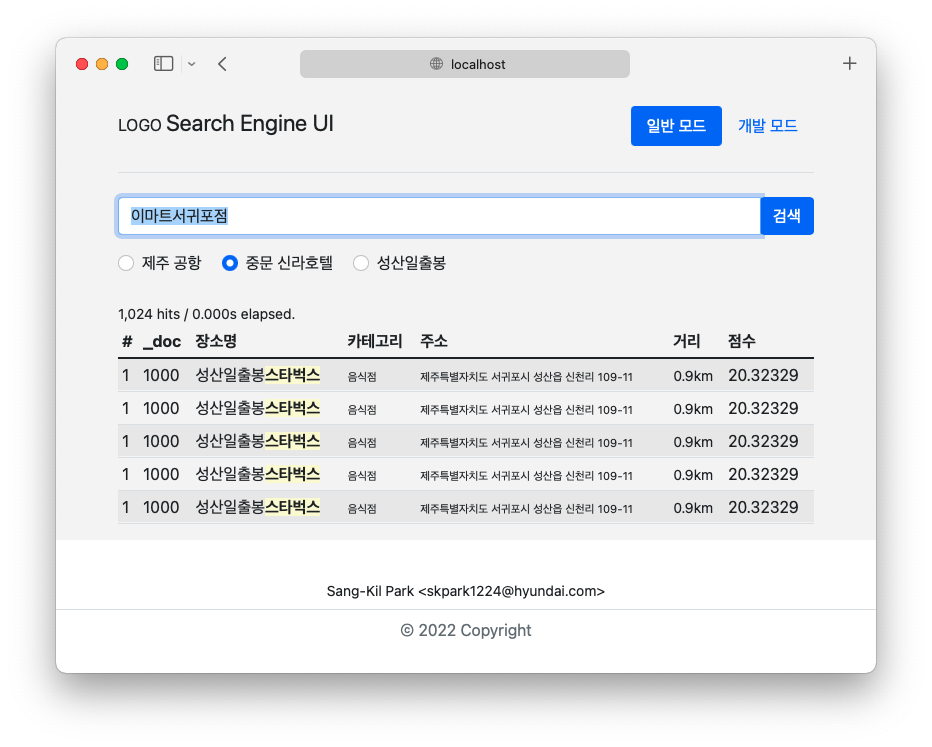 localhost
LOGO Search Engine UI
일반 모드 개발 모드
이마트서귀포점 검색
제주 공항 중문 신라호텔 성산일출봉
1,024 hits / 0.000s elapsed.
# _doc 장소명 카테고리 주소 거리 점수
1 1000 성산일출봉스타벅스 음식점 제주특별자치도 서귀포시 성산읍 신천리 109-11 0.9km 20.32329
1 1000 성산일출봉스타벅스 음식점 제주특별자치도 서귀포시 성산읍 신천리 109-11 0.9km 20.32329
1 1000 성산일출봉스타벅스 음식점 제주특별자치도 서귀포시 성산읍 신천리 109-11 0.9km 20.32329
1 1000 성산일출봉스타벅스 음식점 제주특별자치도 서귀포시 성산읍 신천리 109-11 0.9km 20.32329
1 1000 성산일출봉스타벅스 음식점 제주특별자치도 서귀포시 성산읍 신천리 109-11 0.9km 20.32329
Sang-Kil Park <skpark1224@hyundai.com>
© 2022 Copyright